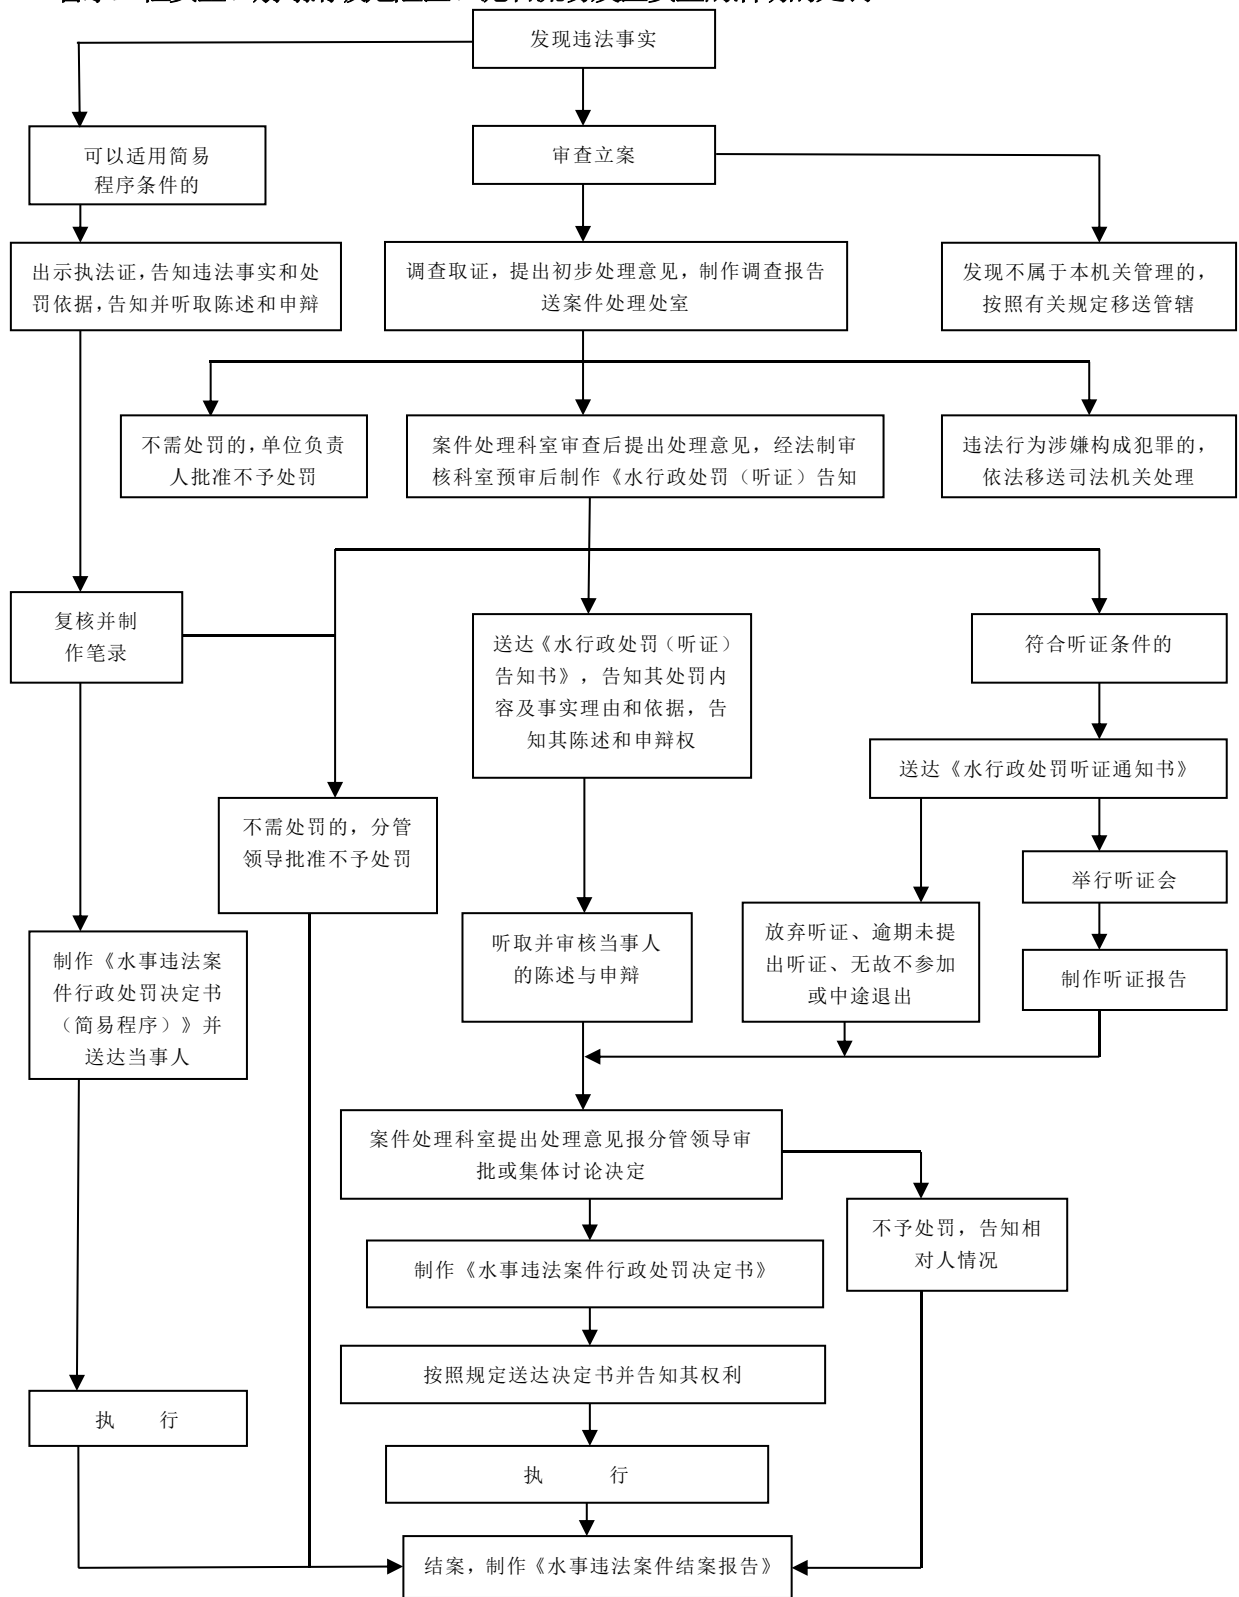 发现违法事实
可以适用简易
程序条件的
审查立案
出示执法证，告知违法事实和处
罚依据，告知并听取陈述和申辩
调查取证，提出初步处理意见，制作调查报告
送案件处理处室
发现不属于本机关管理的，
按照有关规定移送管辖
不需处罚的，单位负责
人批准不予处罚
案件处理科室审查后提出处理意见，经法制审
核科室预审后制作《水行政处罚（听证）告知
违法行为涉嫌构成犯罪的，
依法移送司法机关处理
复核并制
作笔录
送达《水行政处罚（听证）
告知书》，告知其处罚内
容及事实理由和依据，告
知其陈述和申辩权
符合听证条件的
送达《水行政处罚听证通知书》
不需处罚的，分管
领导批准不予处罚
举行听证会
听取并审核当事人
的陈述与申辩
放弃听证、逾期未提
出听证、无故不参加
或中途退出
制作听证报告
制作《水事违法案
件行政处罚决定书
（简易程序）》并
送达当事人
案件处理科室提出处理意见报分管领导审
批或集体讨论决定
不予处罚，告知相
对人情况
制作《水事违法案件行政处罚决定书》
按照规定送达决定书并告知其权利
执 行
执 行
结案，制作《水事违法案件结案报告》